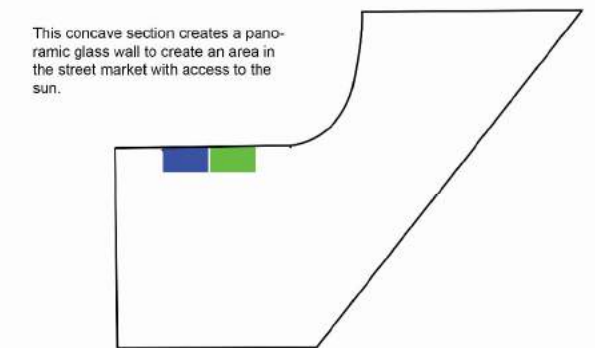 This concave section creates a pano-
ramic glass wall to create an area in
the street market with access to the
sun.